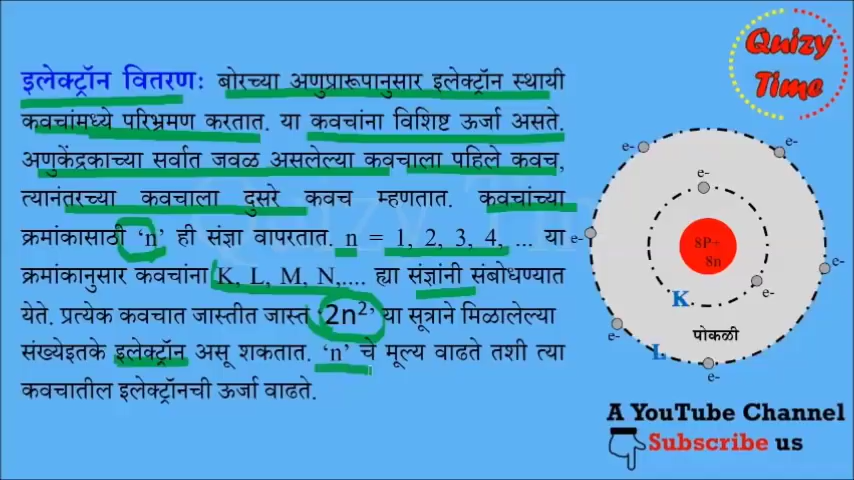 इलेक्ट्रॉन वितरण: बोरच्या अणुप्रारूपानुसार इलेक्ट्रॉन स्थायी
कवचांमध्ये परिभ्रमण करतात. या कवचांना विशिष्ट ऊर्जा असते.
अणुकेंद्रकाच्या सर्वात जवळ असलेल्या कवचाला पहिले कवच,
त्यानंतरच्या कवचाला दुसरे कवच म्हणतात. कवचांच्या
क्रमांकासाठी ‘n’ ही संज्ञा वापरतात. n = 1, 2, 3, 4, ... या
क्रमांकानुसार कवचांना K, L, M, N,.... ह्या संज्ञांनी संबोधण्यात
येते. प्रत्येक कवचात जास्तीत जास्त ‘2n²’ या सूत्राने मिळालेल्या
संख्येइतके इलेक्ट्रॉन असू शकतात. ‘n’ चे मूल्य वाढते तशी त्या
कवचातील इलेक्ट्रॉनची ऊर्जा वाढते.
Quizy
Time
e-
e-
e-
e-
8P+
8n
e-
e-
K
पोकळी
e-
L
e-
A YouTube Channel
Subscribe us
Quizy Time